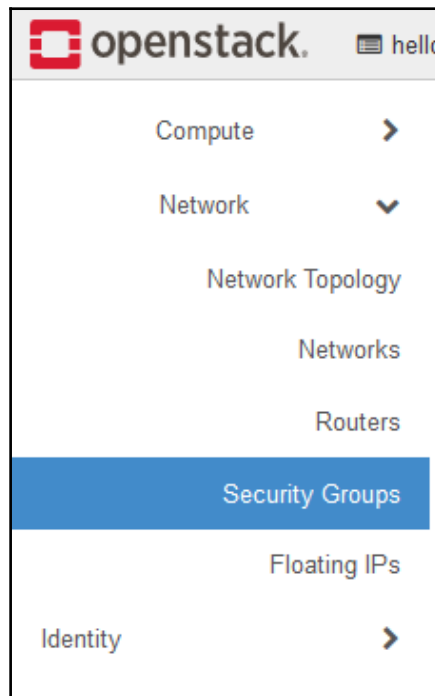 openstack. hello
Compute
Network
Network Topology
Networks
Routers
Security Groups
Floating IPs
Identity